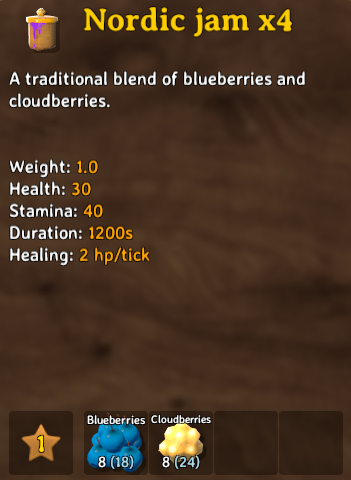 Nordic jam x4
A traditional blend of blueberries and
cloudberries.
Weight: 1.0
Health: 30
Stamina: 40
Duration: 1200s
Healing: 2 hp/tick
1
Blueberries
8 (18)
Cloudberries
8 (24)